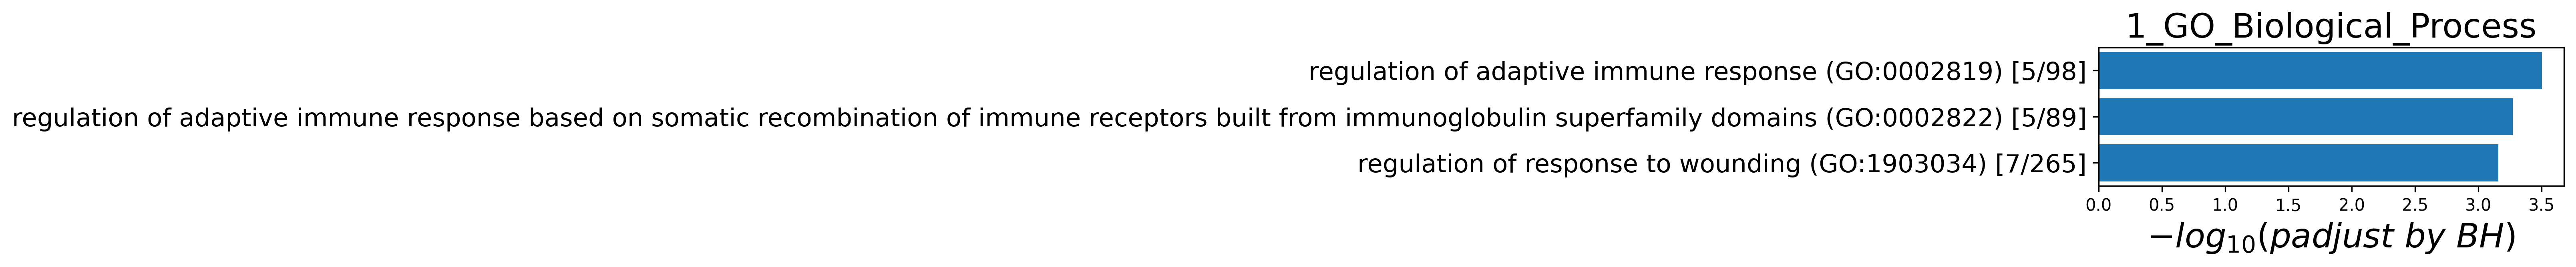 1_GO_Biological_Process
regulation of adaptive immune response (GO:0002819) [5/98]
regulation of adaptive immune response based on somatic recombination of immune receptors built from immunoglobulin superfamily domains (GO:0002822) [5/89]
regulation of response to wounding (GO:1903034) [7/265]
0.0 0.5 1.0 1.5 2.0 2.5 3.0 3.5
−log₁₀(padjust by BH)